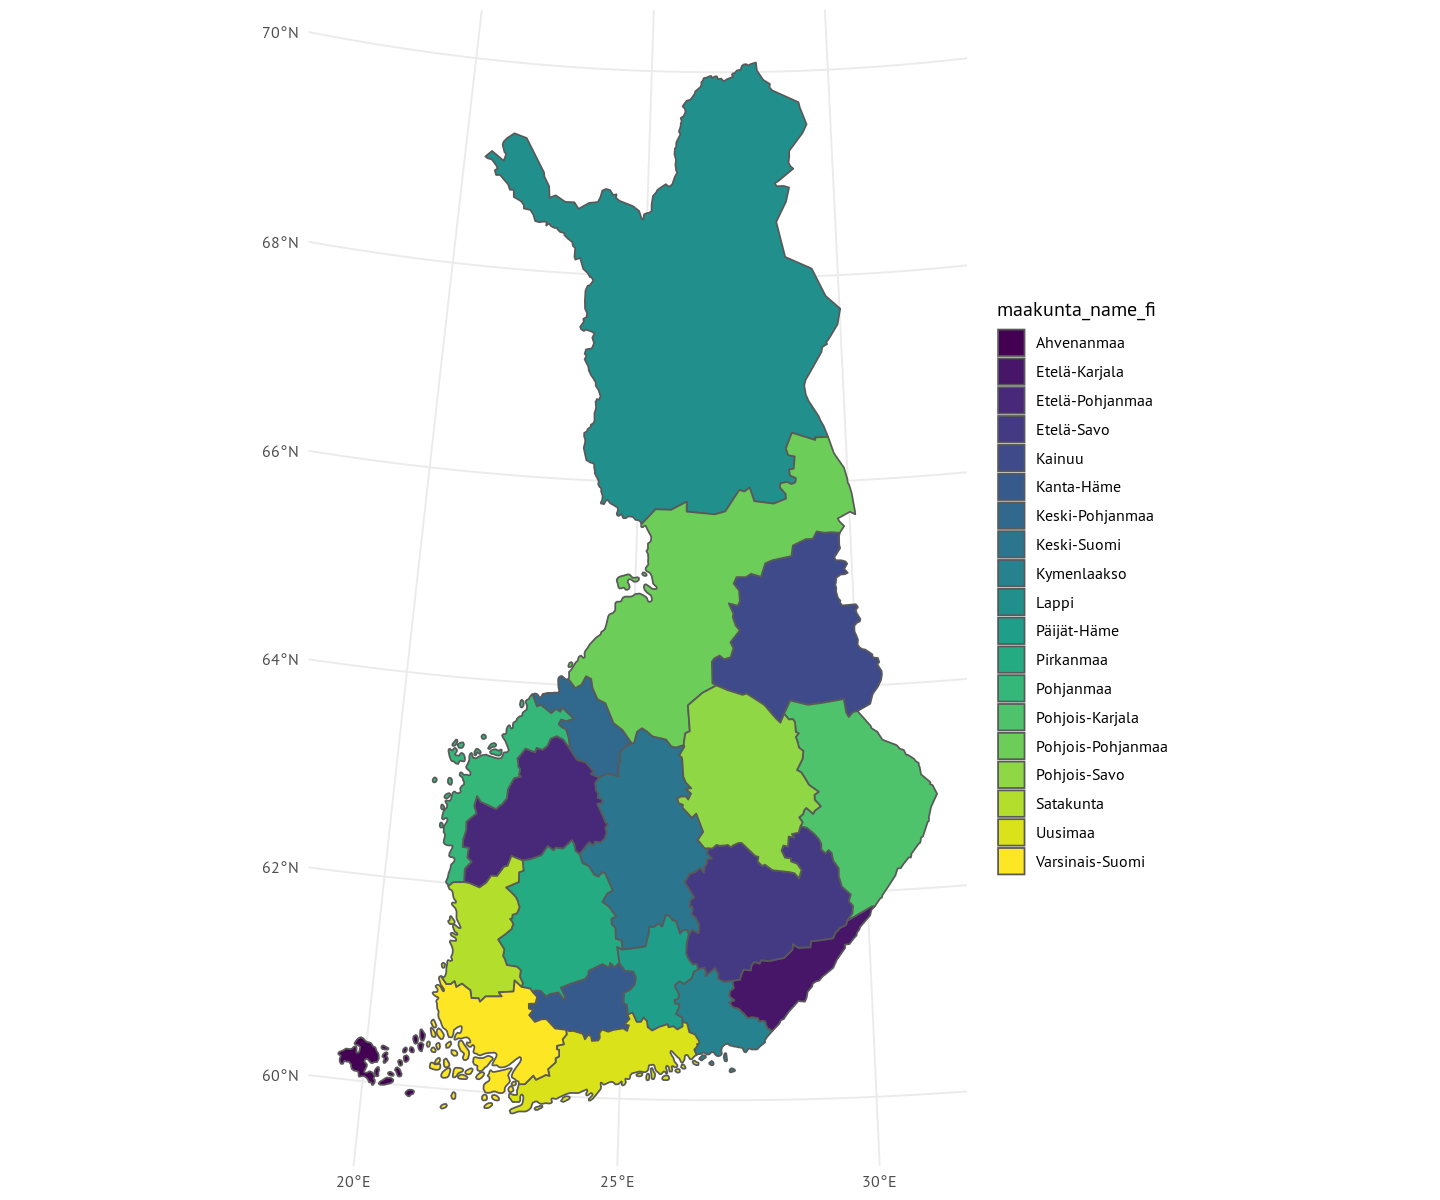 70°N
68°N
66°N
64°N
62°N
60°N
20°E
25°E
30°E
maakunta_name_fi
Ahvenanmaa
Etelä-Karjala
Etelä-Pohjanmaa
Etelä-Savo
Kainuu
Kanta-Häme
Keski-Pohjanmaa
Keski-Suomi
Kymenlaakso
Lappi
Päijät-Häme
Pirkanmaa
Pohjanmaa
Pohjois-Karjala
Pohjois-Pohjanmaa
Pohjois-Savo
Satakunta
Uusimaa
Varsinais-Suomi